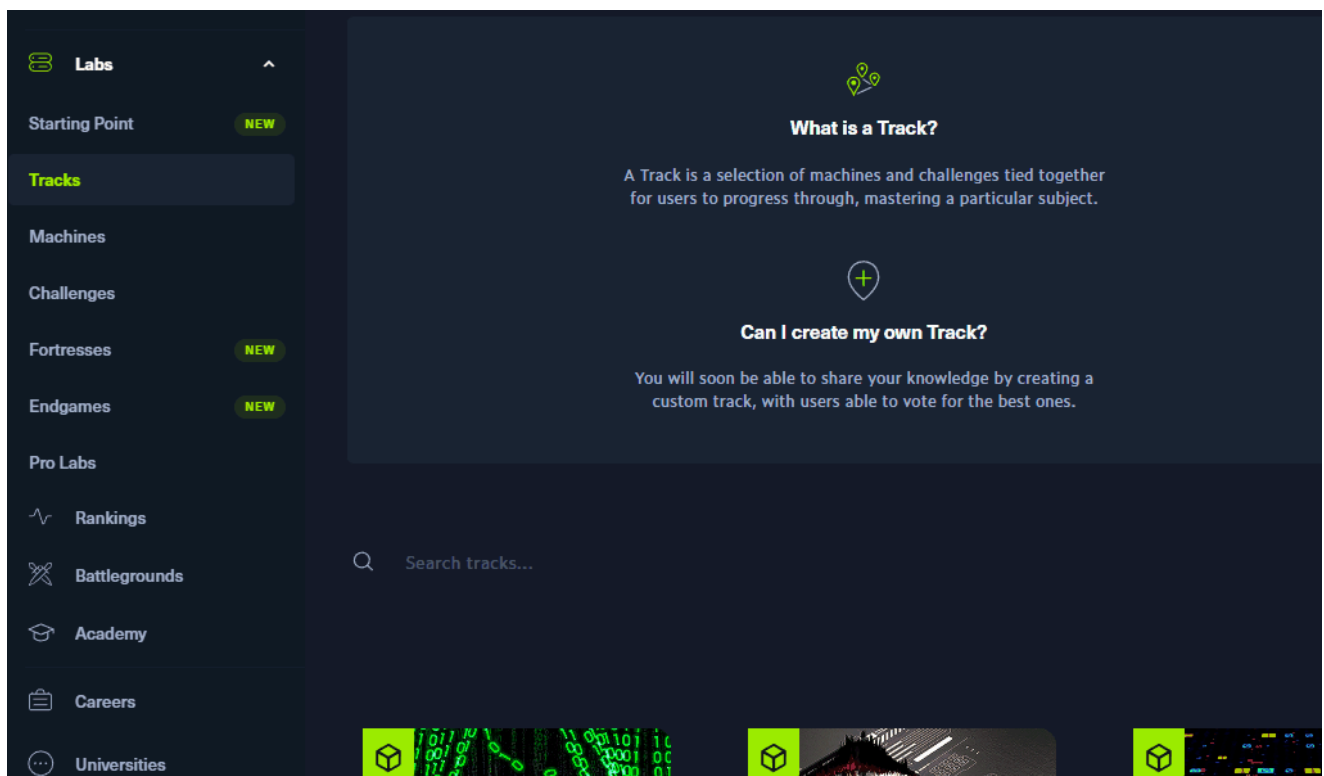 Labs
Starting Point NEW
Tracks
Machines
Challenges
Fortresses NEW
Endgames NEW
Pro Labs
Rankings
Battlegrounds
Academy
Careers
Universities
What is a Track?
A Track is a selection of machines and challenges tied together
for users to progress through, mastering a particular subject.
Can I create my own Track?
You will soon be able to share your knowledge by creating a
custom track, with users able to vote for the best ones.
Search tracks...